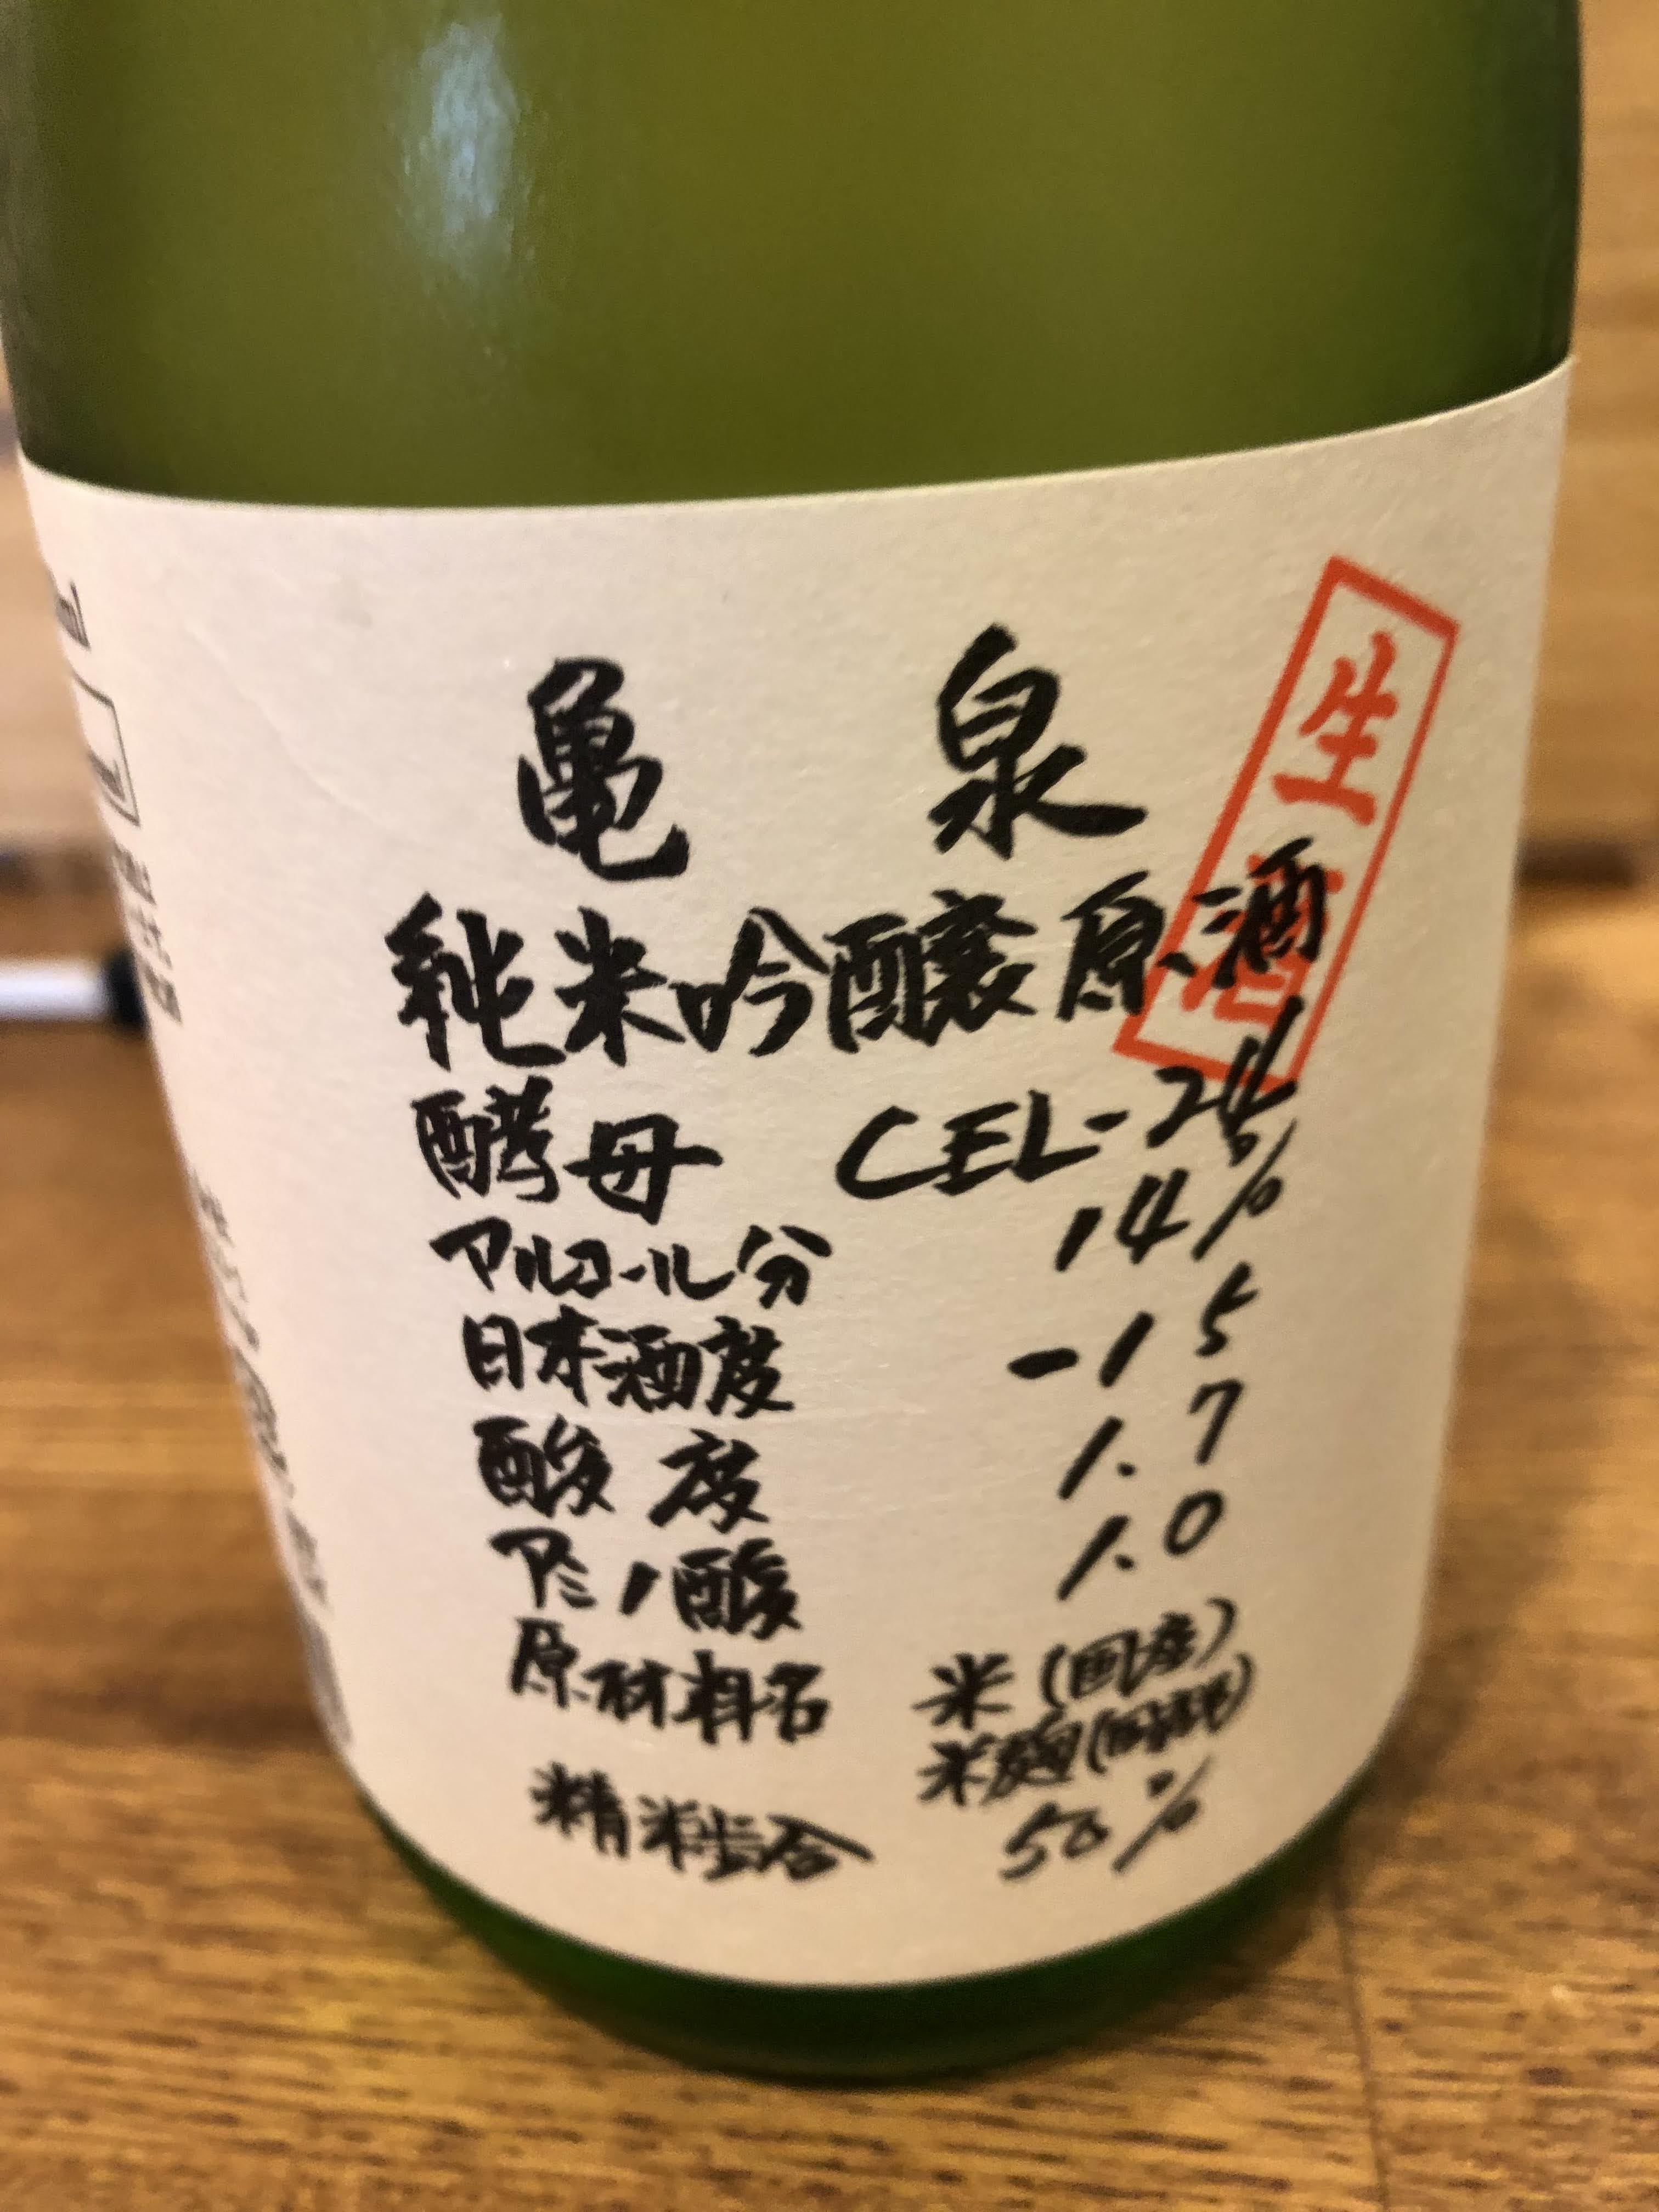 亀 泉
生酒
純米吟醸原酒
酵母 CEL-24
アルコール分 14%
日本酒度 -15
酸度 1.7
アミノ酸 1.0
原材料名 米(国産)
米麹(国産米)
精米歩合 50%